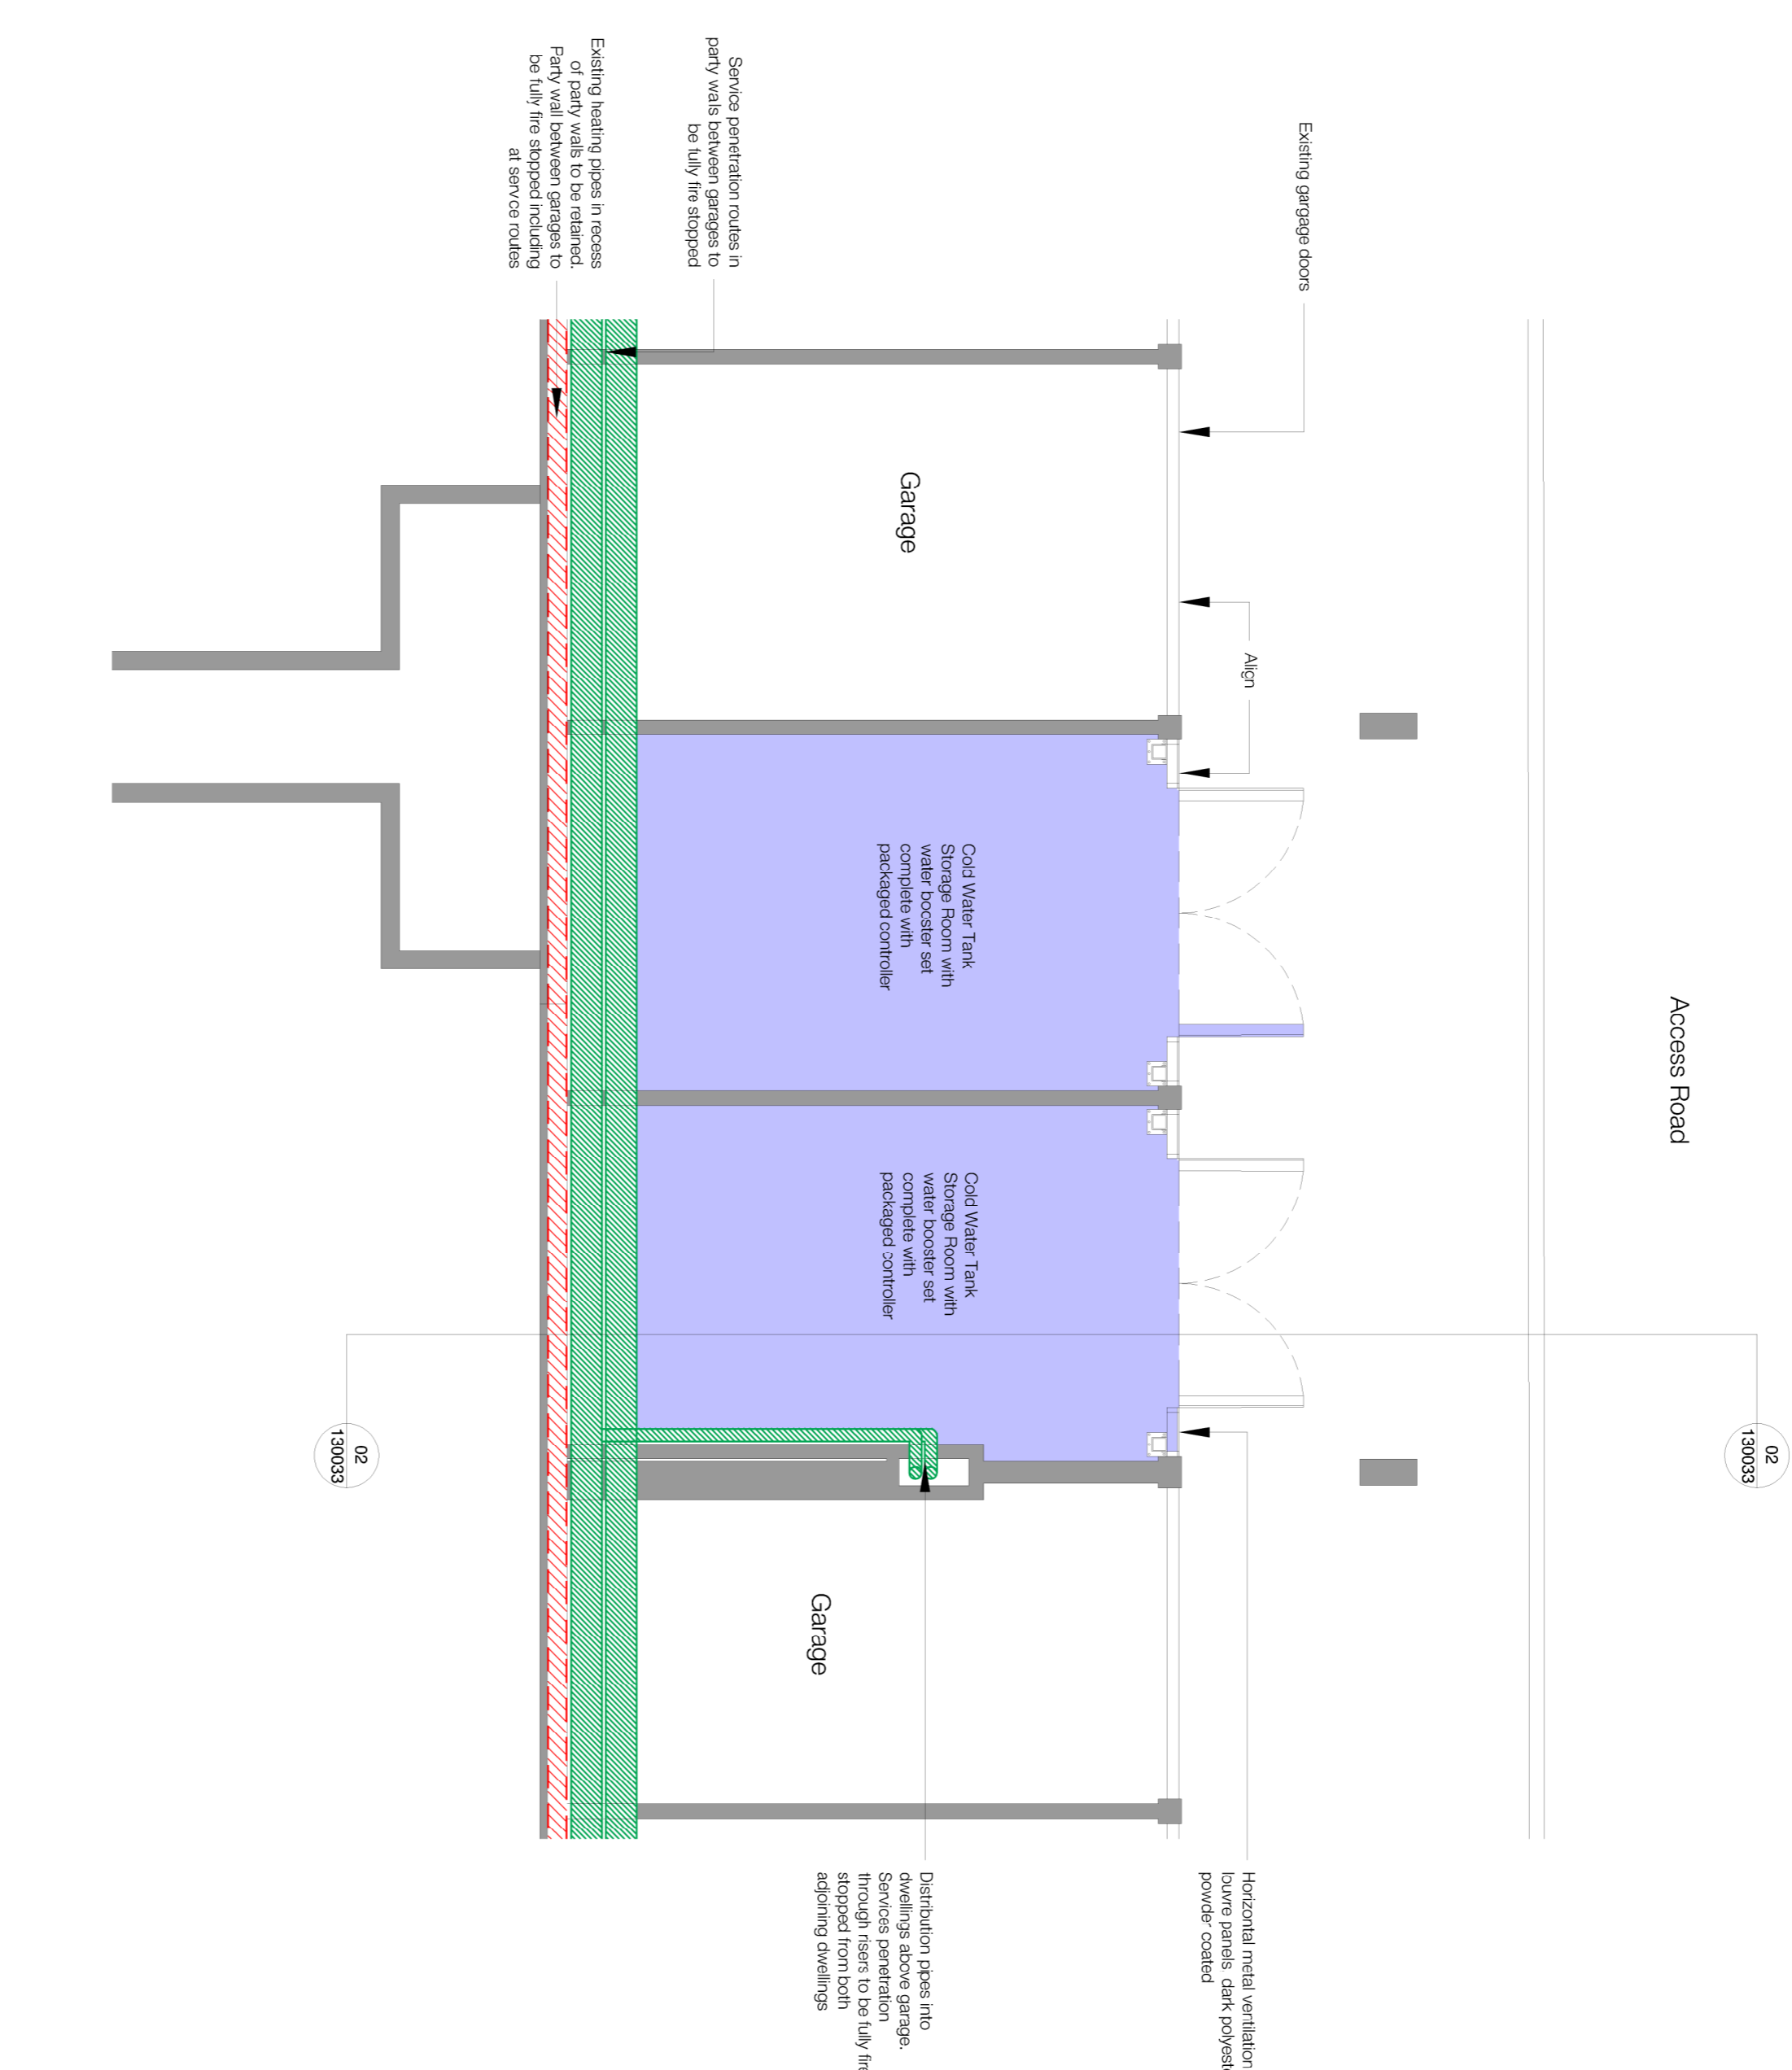 Service penetration routes in
party walls between garages to
be fully fire stopped
Existing heating pipes in recess
of party walls to be retained.
Party wall between garages to
be fully fire stopped including
at service routes
Existing gargage doors
Garage
Align
Cold Water Tank
Storage Room with
water booster set
complete with
packaged controller
Access Road
Cold Water Tank
Storage Room with
water booster set
complete with
packaged controller
02
130033
02
130033
Garage
Horizontal metal ventilation
louvre panels, dark
powder coated
Distribution pipes into
dwellings above garage.
Services penetration
through risers to be fully fire
stopped from both
adjoining dwellings